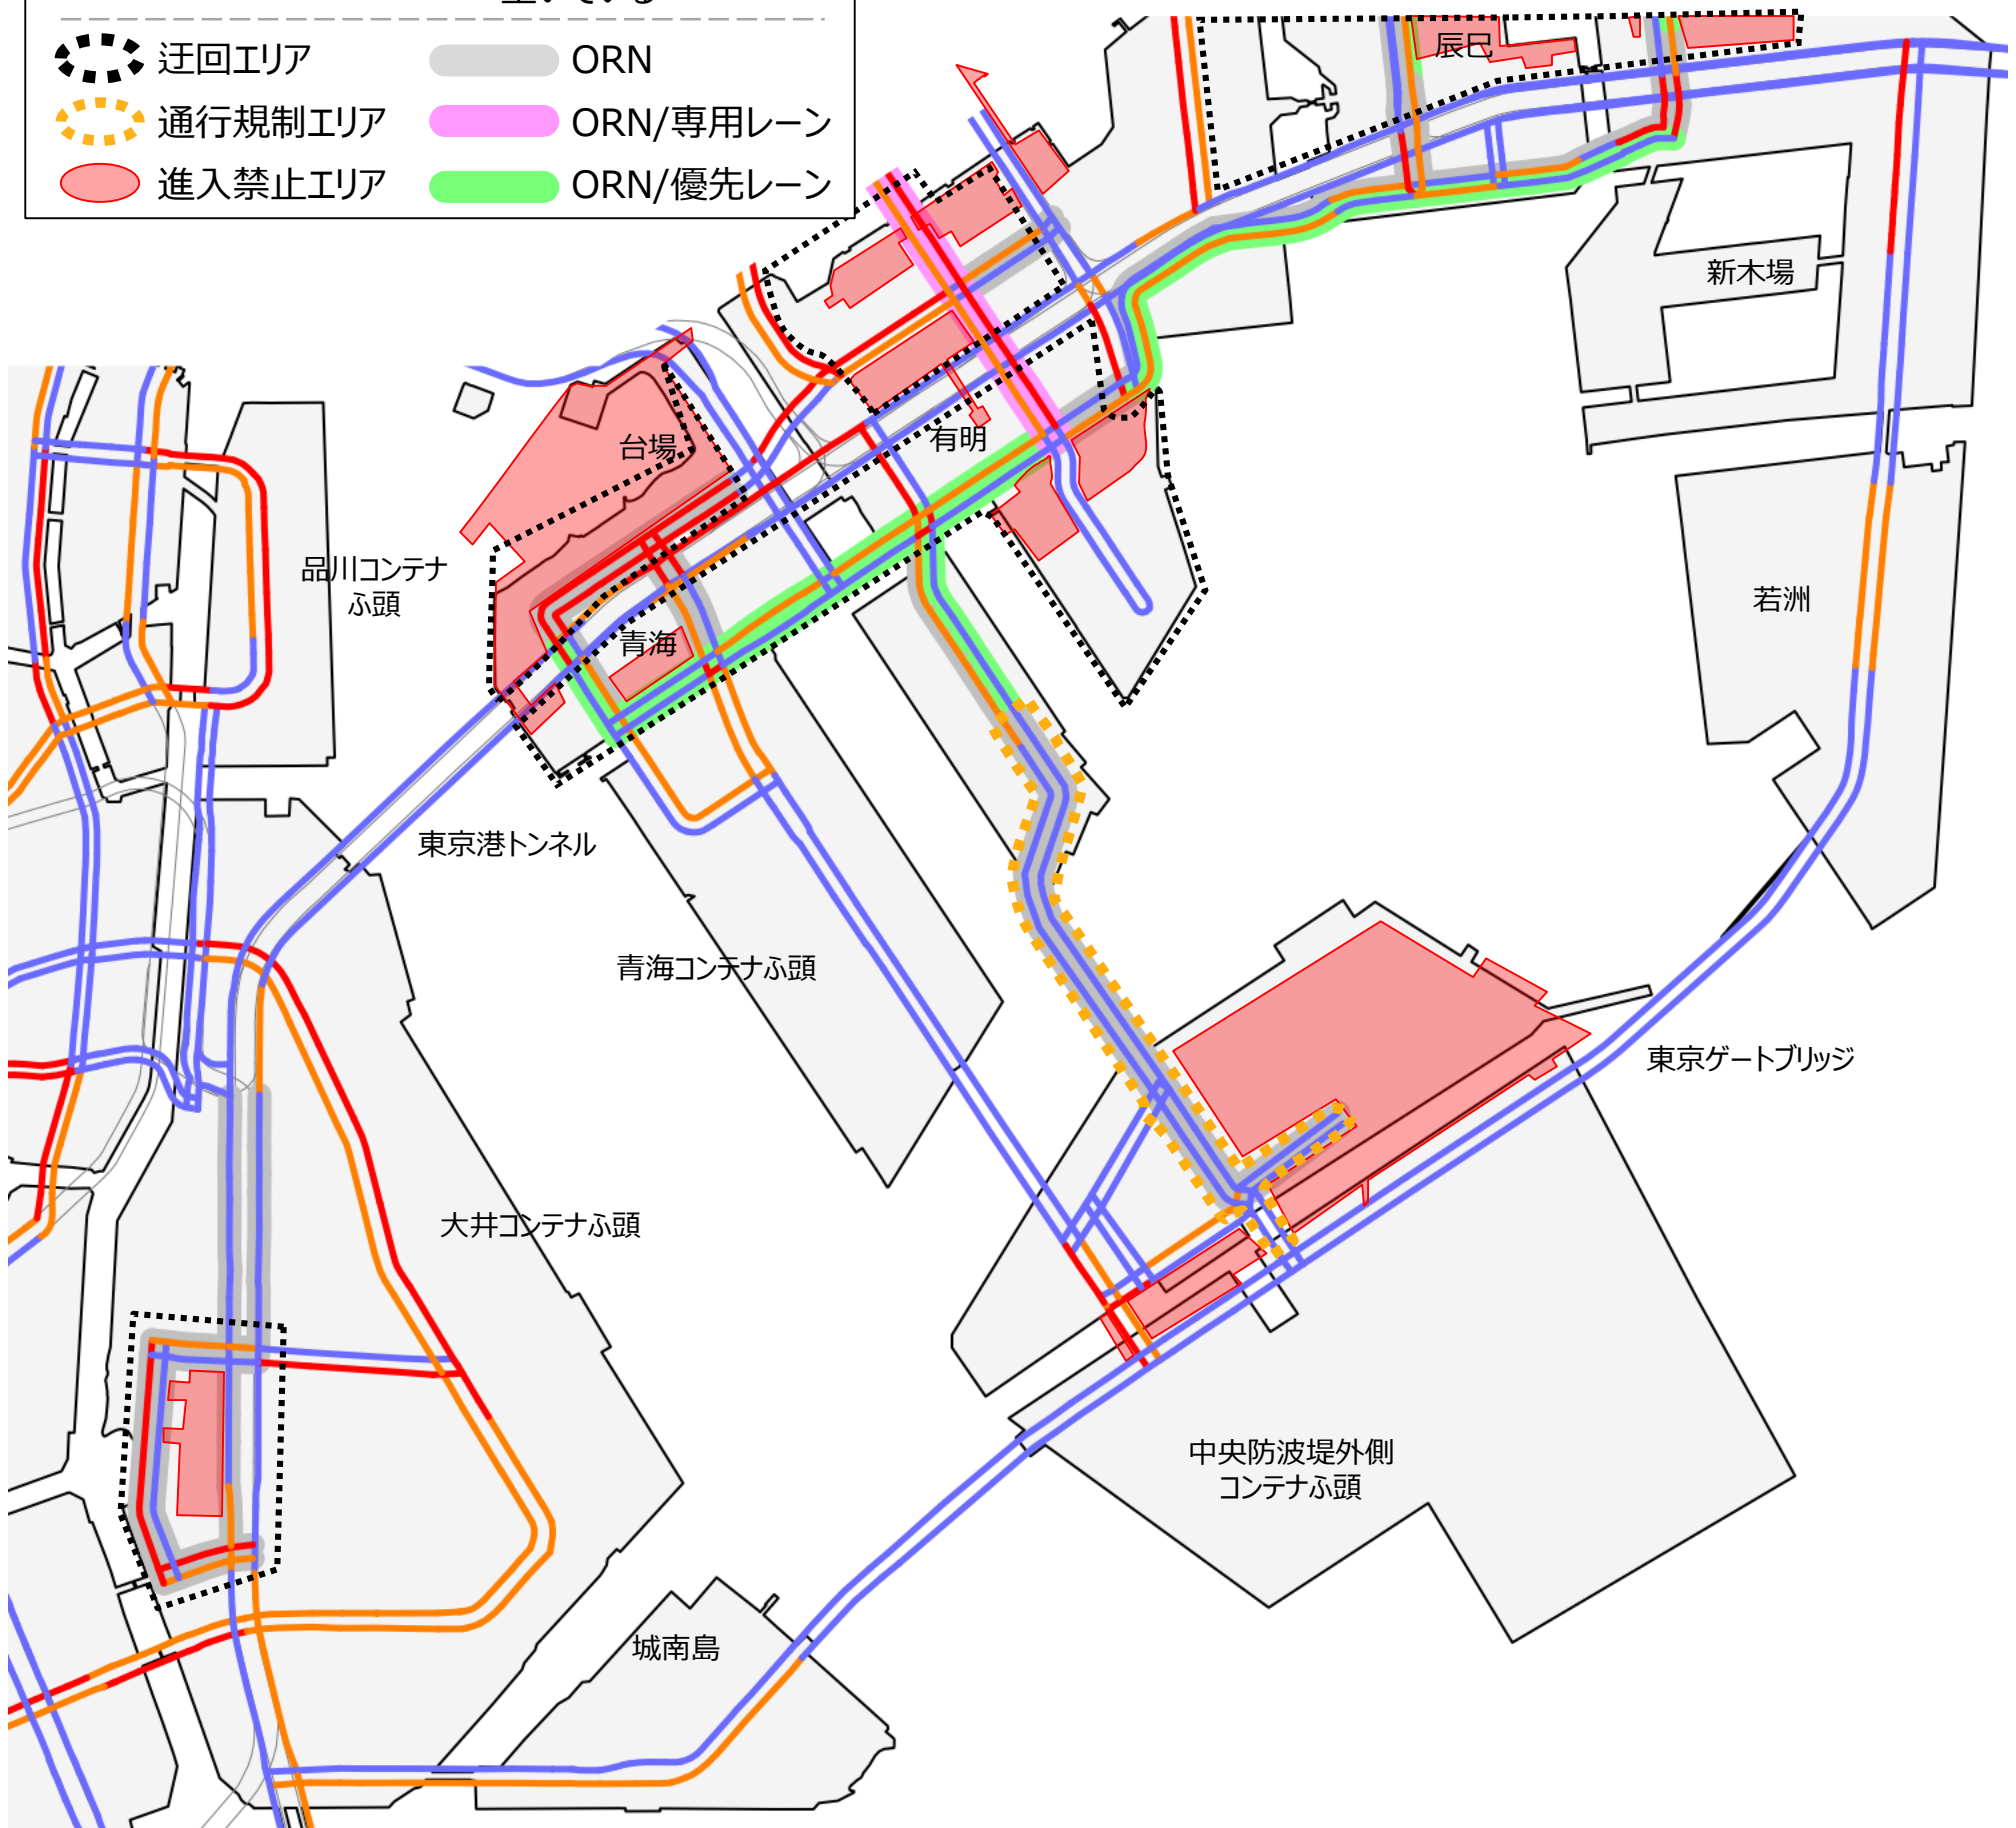 空いている
迂回エリア
ORN
通行規制エリア
ORN/専用レーン
進入禁止エリア
ORN/優先レーン
辰巳
新木場
有明
台場
品川コンテナ
ふ頭
青海
若洲
東京港トンネル
青海コンテナふ頭
東京ゲートブリッジ
大井コンテナふ頭
中央防波堤外側
コンテナふ頭
城南島